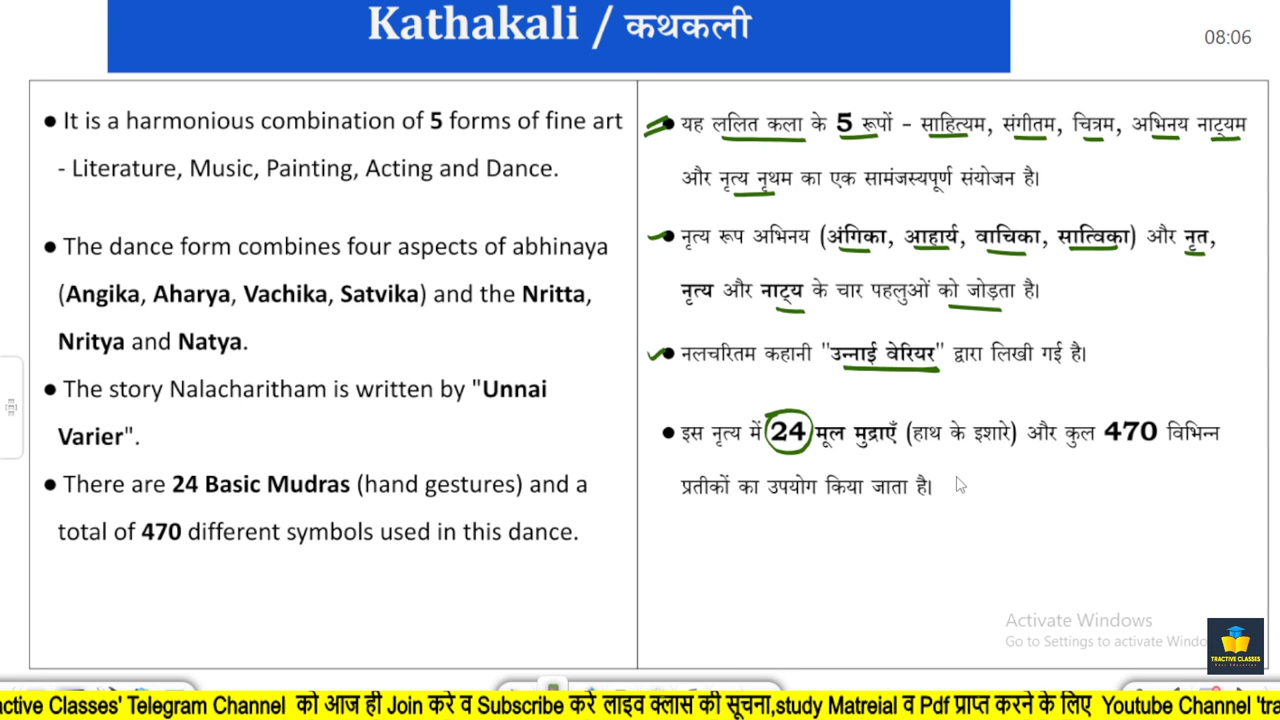 Kathakali / कथकली
08:06
● It is a harmonious combination of 5 forms of fine art
- Literature, Music, Painting, Acting and Dance.
● The dance form combines four aspects of abhinaya
(Angika, Aharya, Vachika, Satvika) and the Nritta,
Nritya and Natya.
● The story Nalacharitham is written by "Unnai
Varier".
● There are 24 Basic Mudras (hand gestures) and a
total of 470 different symbols used in this dance.
● यह ललित कला के 5 रूपों - साहित्यम, संगीतम, चित्रम, अभिनय नाट्यम
और नृत्य नृथम का एक सामंजस्यपूर्ण संयोजन है।
● नृत्य रूप अभिनय (अंगिका, आहार्य, वाचिका, सात्विका) और नृत,
नृत्य और नाट्य के चार पहलुओं को जोड़ता है।
● नलचरितम कहानी "उन्नाई वेरियर" द्वारा लिखी गई है।
● इस नृत्य में 24 मूल मुद्राएँ (हाथ के इशारे) और कुल 470 विभिन्न
प्रतीकों का उपयोग किया जाता है।
Activate Windows
Go to Settings to activate Windo
TRACTIVE CLASSES
active Classes' Telegram Channel को आज ही Join करे व Subscribe करे लाइव क्लास की सूचना,study Matreial व Pdf प्राप्त करने के लिए Youtube Channel 'tra